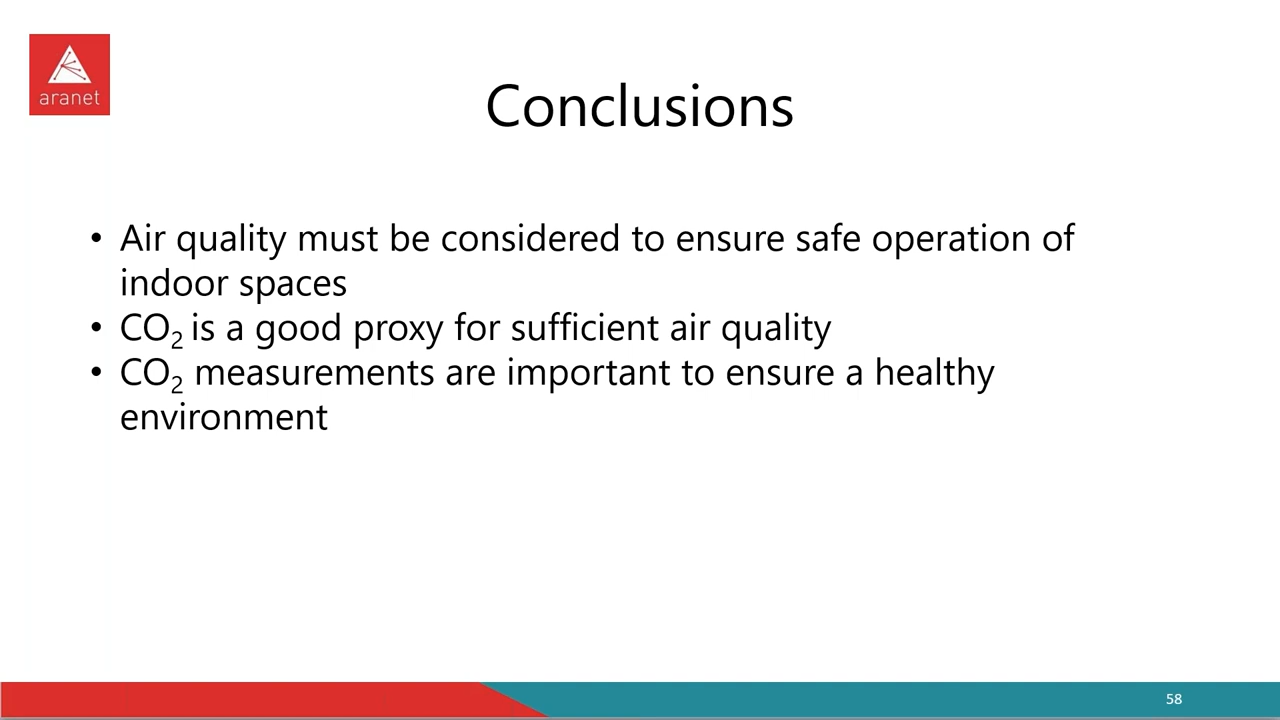 aranet
Conclusions
• Air quality must be considered to ensure safe operation of
indoor spaces
• CO₂ is a good proxy for sufficient air quality
• CO₂ measurements are important to ensure a healthy
environment
58